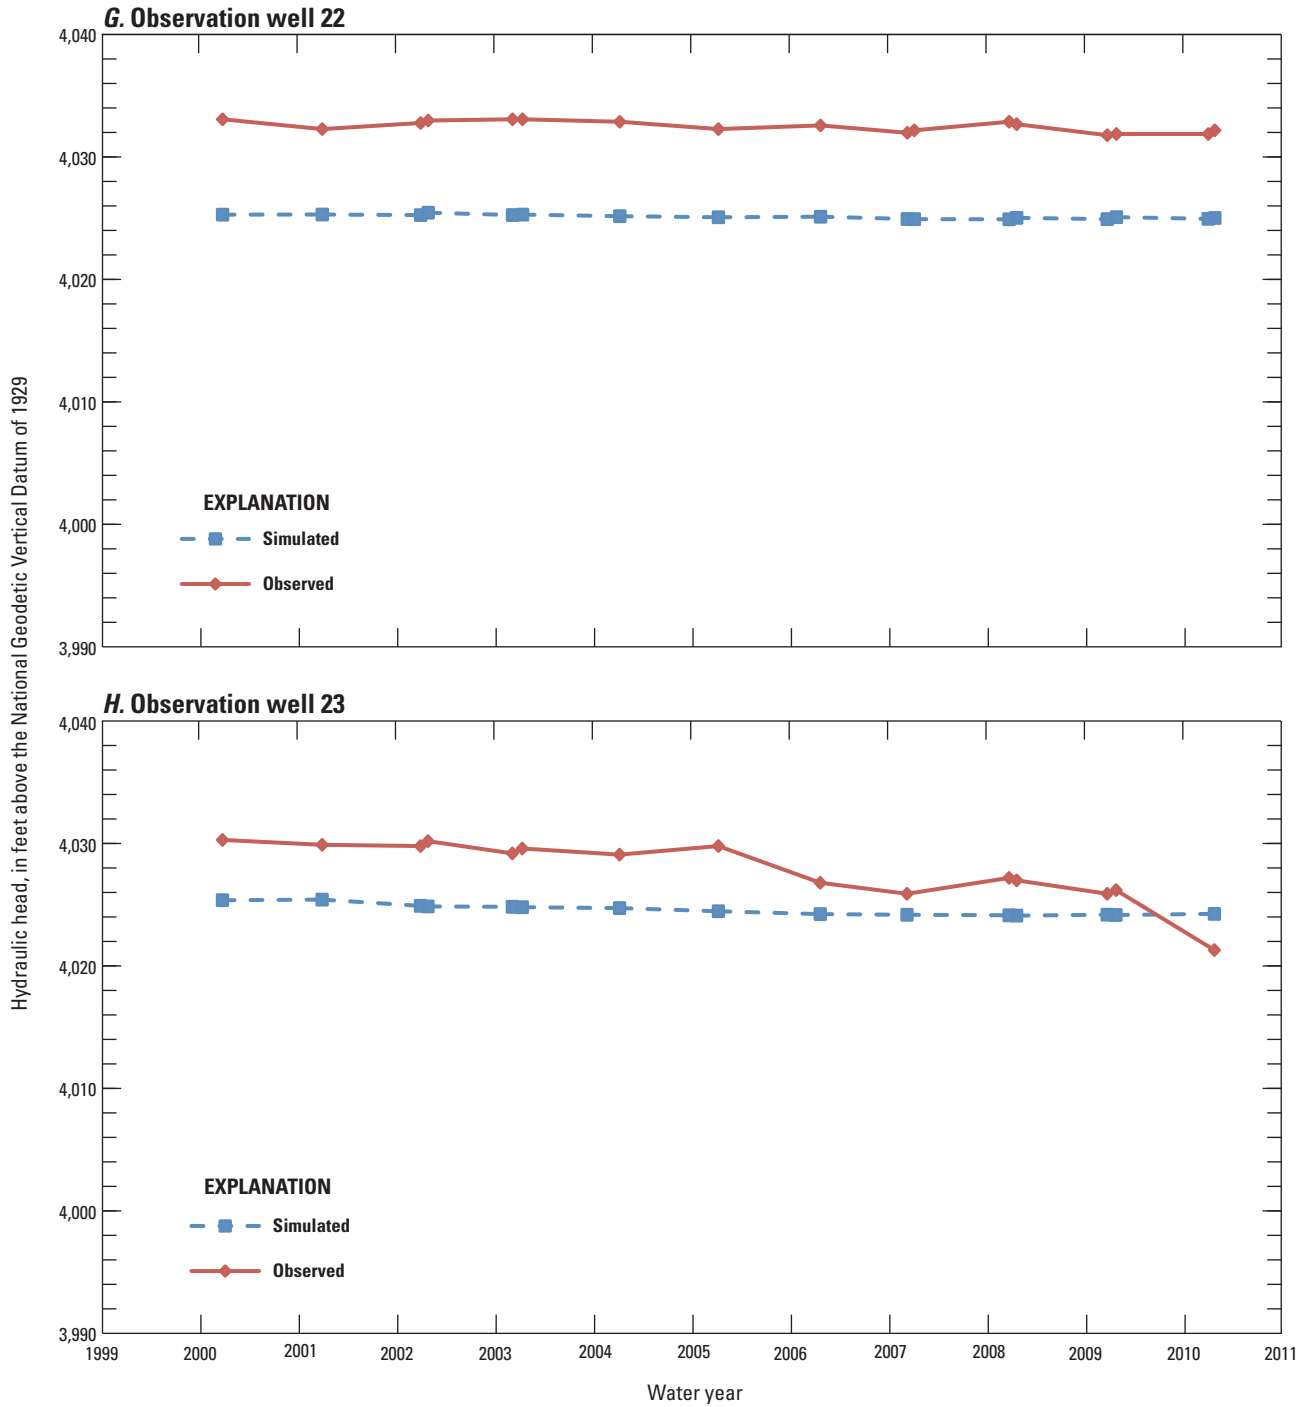 G. Observation well 22
4,040
4,030
4,020
4,010
4,000
3,990
EXPLANATION
Simulated
Observed
Hydraulic head, in feet above the National Geodetic Vertical Datum of 1929
H. Observation well 23
4,040
4,030
4,020
4,010
4,000
3,990
EXPLANATION
Simulated
Observed
1999 2000 2001 2002 2003 2004 2005 2006 2007 2008 2009 2010 2011
Water year